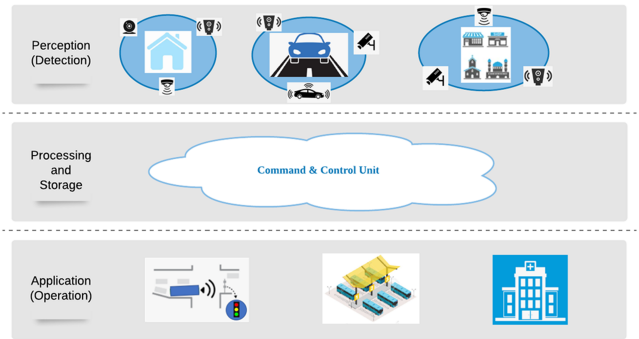 Perception
(Detection)
Processing
and
Storage
Command & Control Unit
Application
(Operation)